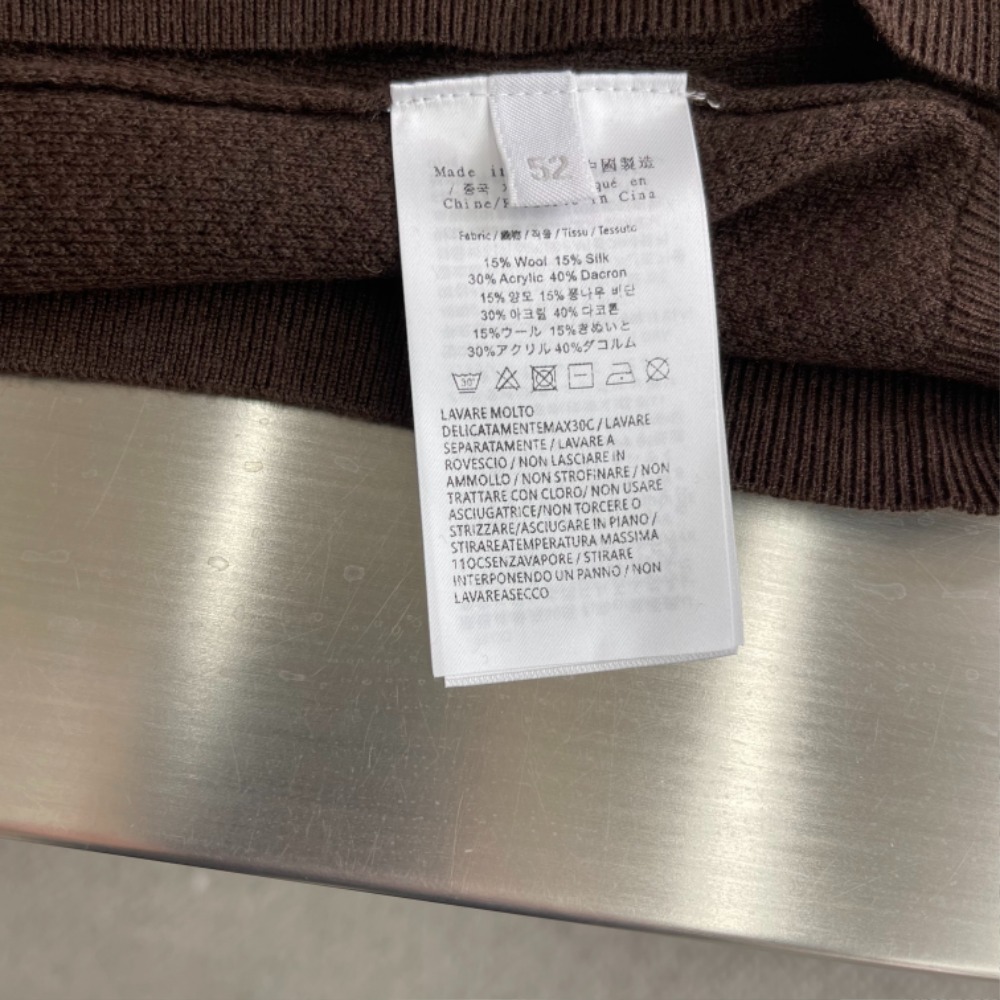 52
Made in 中國製造
/ 중국 qué en
Chine/ in Cina
Fabric / 織物 / 직물 / Tissu / Tessuto
15% Wool 15% Silk
30% Acrylic 40% Dacron
15% 양모 15% 풍나무 비단
30% 아크릴 40% 다코론
15%ウール 15%きぬいと
30%アクリル 40%ダコルム
30°
LAVARE MOLTO
DELICATAMENTEMAX30C / LAVARE
SEPARATAMENTE / LAVARE A
ROVESCIO / NON LASCIARE IN
AMMOLLO / NON STROFINARE / NON
TRATTARE CON CLORO/ NON USARE
ASCIUGATRICE/NON TORCERE O
STRIZZARE/ASCIUGARE IN PIANO /
STIRAREATEMPERATURA MASSIMA
110CSENZAVAPORE / STIRARE
INTERPONENDO UN PANNO / NON
LAVAREASECCO